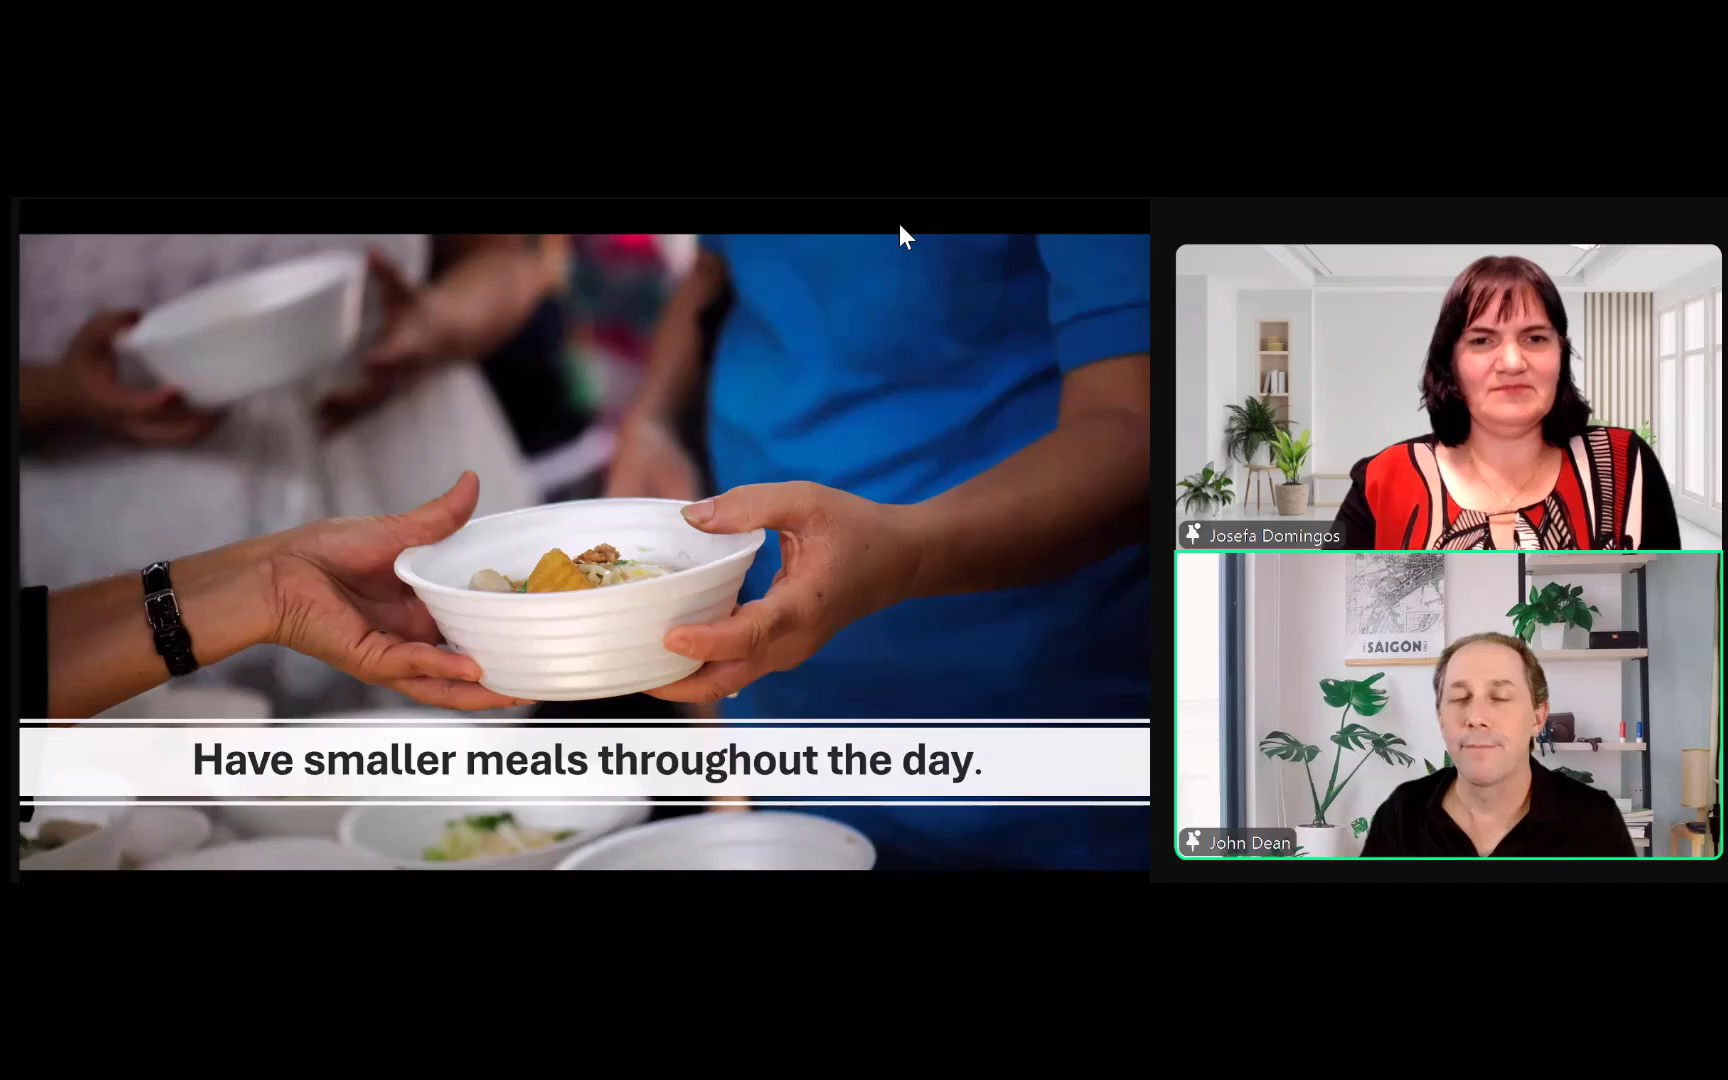 Have smaller meals throughout the day.
Josefa Domingos
SAIGON
John Dean